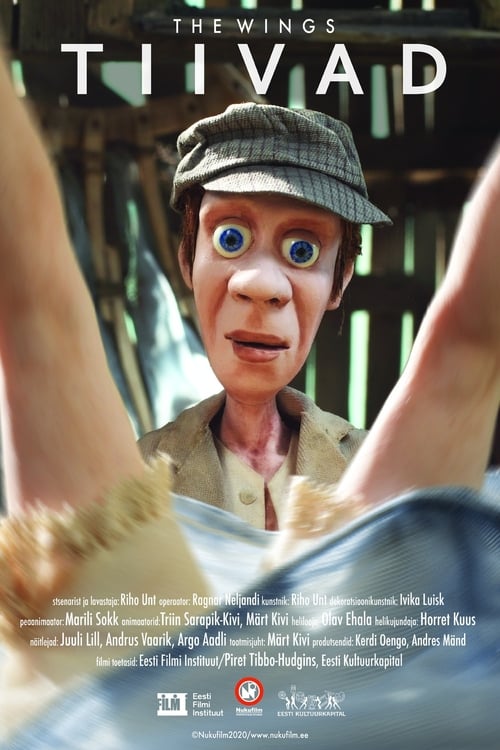 THE WINGS
TIIVAD
stsenarist ja lavastaja: Riho Unt operaator: Ragnar Neljandi kunstnik: Riho Unt dekoratsioonikunstnik: Ivika Luisk
peaanimaator: Marili Sokk animaatorid: Triin Sarapik-Kivi, Märt Kivi helilooja: Olav Ehala helikujundaja: Horret Kuus
näitlejad: Juuli Lill, Andrus Vaarik, Argo Aadli tootmisjuht: Märt Kivi produtsendid: Kerdi Oengo, Andres Mänd
filmi toetasid: Eesti Filmi Instituut/Piret Tibbo-Hudgins, Eesti Kultuurkapital
FILM
Eesti
Filmi
Instituut
Nukufilm
EESTI KULTUURKAPITAL
©Nukufilm2020/www.nukufilm.ee